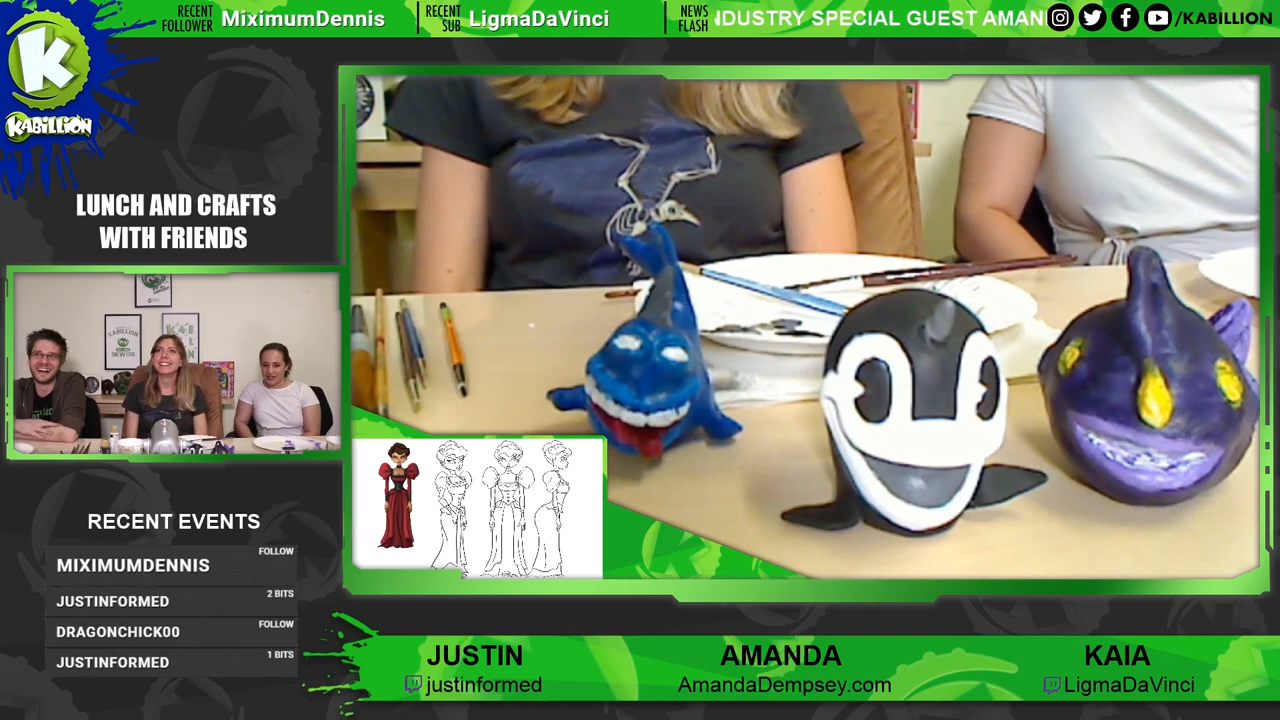 RECENT FOLLOWER MiximumDennis
RECENT SUB LigmaDaVinci
NEWS FLASH NDUSTRY SPECIAL GUEST AMAN
/KABILLION
K
KABILLION
LUNCH AND CRAFTS
WITH FRIENDS
RECENT EVENTS
MIXIMUMDENNIS FOLLOW
JUSTINFORMED 2 BITS
DRAGONCHICK00 FOLLOW
JUSTINFORMED 1 BITS
JUSTIN
justinformed
AMANDA
AmandaDempsey.com
KAIA
LigmaDaVinci